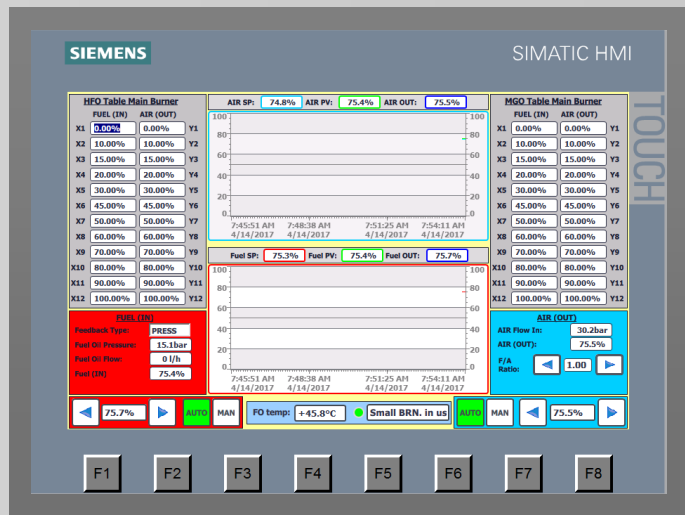 SIEMENS
SIMATIC HMI
TOUCH
HFO Table Main Burner
FUEL (IN) AIR (OUT)
X1 0.00% 0.00% Y1
X2 10.00% 10.00% Y2
X3 15.00% 15.00% Y3
X4 20.00% 20.00% Y4
X5 30.00% 30.00% Y5
X6 45.00% 45.00% Y6
X7 50.00% 50.00% Y7
X8 60.00% 60.00% Y8
X9 70.00% 70.00% Y9
X10 80.00% 80.00% Y10
X11 90.00% 90.00% Y11
X12 100.00% 100.00% Y12
AIR SP: 74.8% AIR PV: 75.4% AIR OUT: 75.5%
100 100
80 80
60 60
40 40
20 20
0 0
7:45:51 AM 7:48:38 AM 7:51:25 AM 7:54:11 AM
4/14/2017 4/14/2017 4/14/2017 4/14/2017
Fuel SP: 75.3% Fuel PV: 75.4% Fuel OUT: 75.7%
100 100
80 80
60 60
40 40
20 20
0 0
7:45:51 AM 7:48:38 AM 7:51:25 AM 7:54:11 AM
4/14/2017 4/14/2017 4/14/2017 4/14/2017
MGO Table Main Burner
FUEL (IN) AIR (OUT)
X1 0.00% 0.00% Y1
X2 10.00% 10.00% Y2
X3 15.00% 15.00% Y3
X4 20.00% 20.00% Y4
X5 30.00% 30.00% Y5
X6 45.00% 45.00% Y6
X7 50.00% 50.00% Y7
X8 60.00% 60.00% Y8
X9 70.00% 70.00% Y9
X10 80.00% 80.00% Y10
X11 90.00% 90.00% Y11
X12 100.00% 100.00% Y12
FUEL (IN)
Feedback Type: PRESS
Fuel Oil Pressure: 15.1bar
Fuel Oil Flow: 0 l/h
Fuel (IN) 75.4%
AIR (OUT)
AIR Flow In: 30.2bar
AIR (OUT): 75.5%
F/A
Ratio: 1.00
75.7% AUTO MAN FO temp: +45.8°C Small BRN. in us AUTO MAN 75.5%
F1 F2 F3 F4 F5 F6 F7 F8